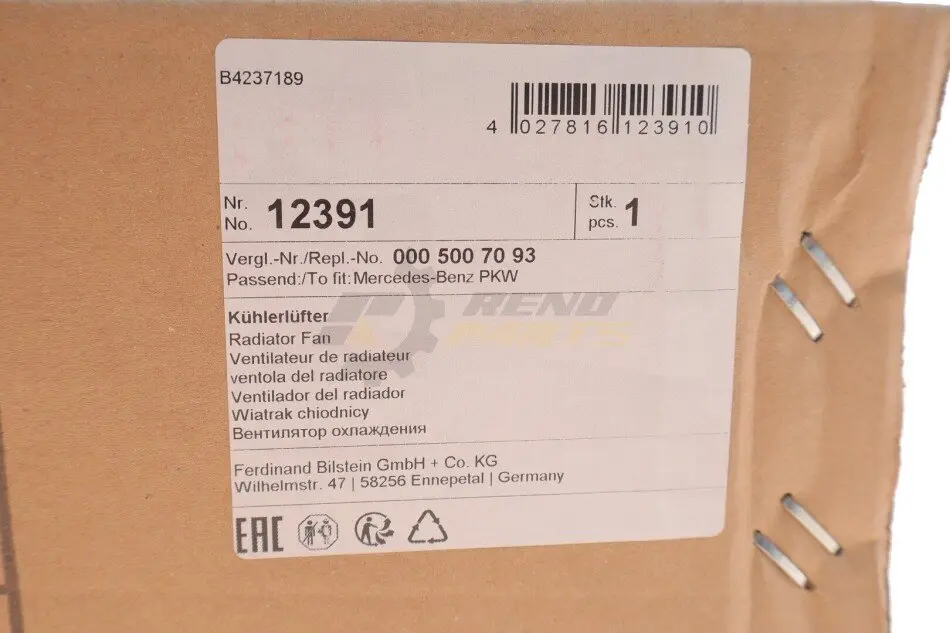 B4237189
4 027816 123910
Nr.
No. 12391
Stk.
pcs. 1
Vergl.-Nr./Repl.-No. 000 500 70 93
Passend:/To fit: Mercedes-Benz PKW
RENO
PARTS
Kühlerlüfter
Radiator Fan
Ventilateur de radiateur
ventola del radiatore
Ventilador del radiador
Wiatrak chiodnicy
Вентилятор охлаждения
Ferdinand Bilstein GmbH + Co. KG
Wilhelmstr. 47 | 58256 Ennepetal | Germany
EAC